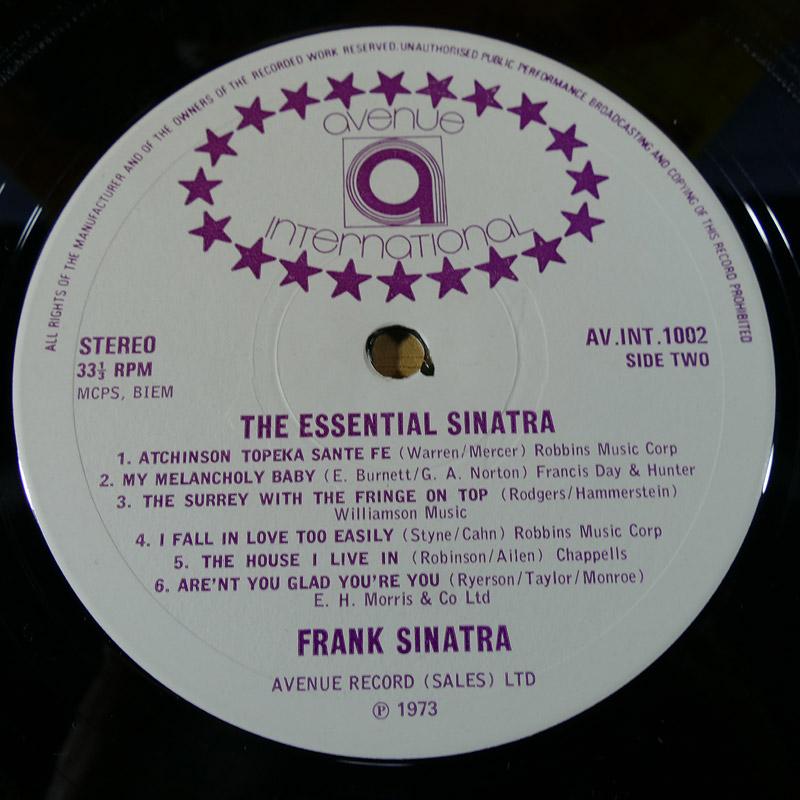 ALL RIGHTS OF THE MANUFACTURER AND OF THE OWNERS OF THE RECORDED WORK RESERVED. UNAUTHORISED PUBLIC PERFORMANCE BROADCASTING AND COPYING OF THIS RECORD PROHIBITED
avenue
a
INTERNATIONAL
STEREO
33⅓ RPM
MCPS, BIEM
AV.INT.1002
SIDE TWO
THE ESSENTIAL SINATRA
1. ATCHINSON TOPEKA SANTE FE (Warren/Mercer) Robbins Music Corp
2. MY MELANCHOLY BABY (E. Burnett/G. A. Norton) Francis Day & Hunter
3. THE SURREY WITH THE FRINGE ON TOP (Rodgers/Hammerstein)
Williamson Music
4. I FALL IN LOVE TOO EASILY (Styne/Cahn) Robbins Music Corp
5. THE HOUSE I LIVE IN (Robinson/Ailen) Chappells
6. ARE'NT YOU GLAD YOU'RE YOU (Ryerson/Taylor/Monroe)
E. H. Morris & Co Ltd
FRANK SINATRA
AVENUE RECORD (SALES) LTD
℗ 1973